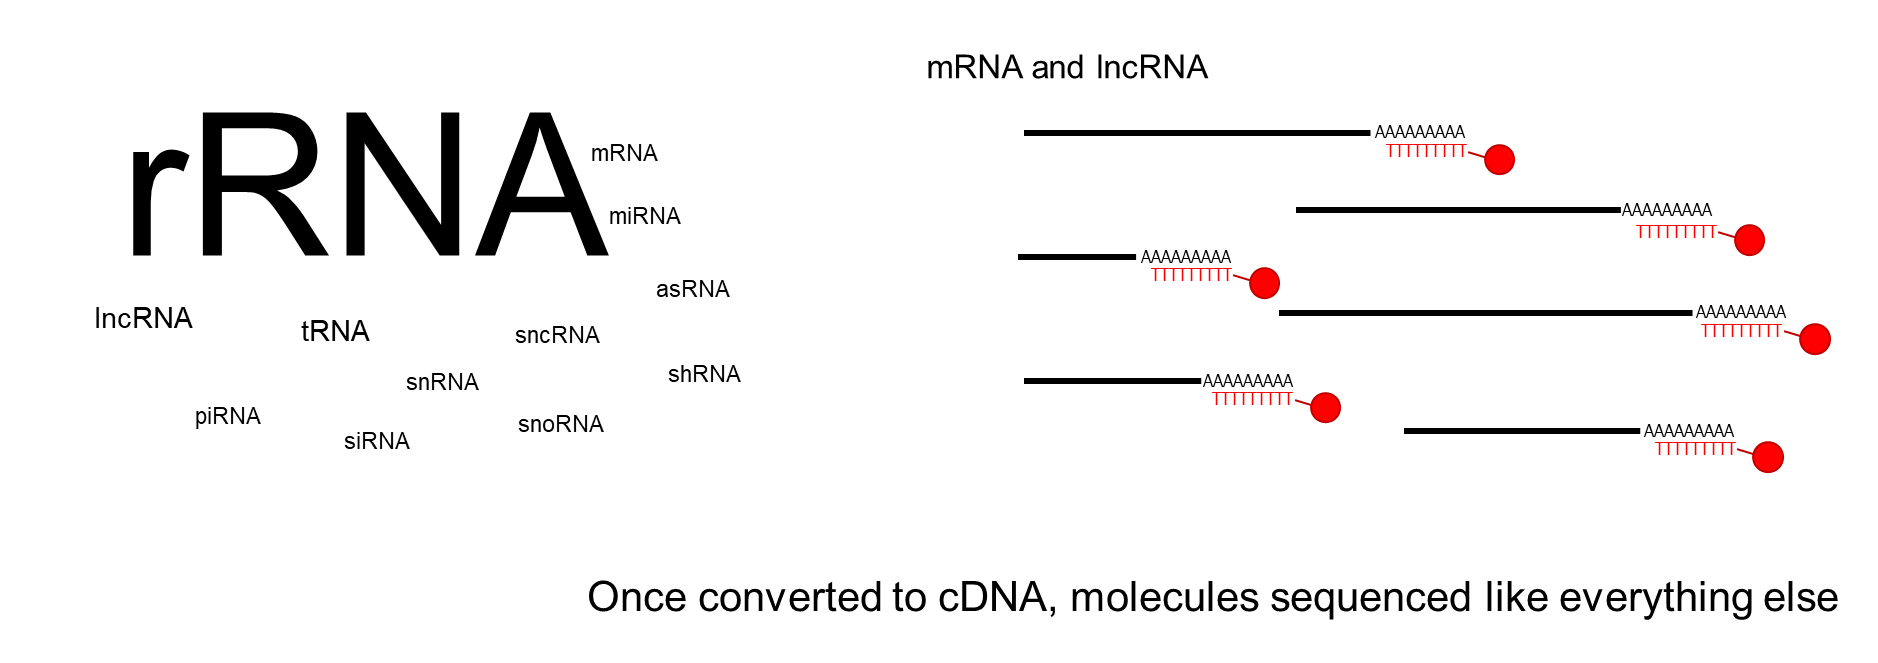 rRNA
mRNA
miRNA
asRNA
lncRNA
tRNA
sncRNA
snRNA
shRNA
piRNA
siRNA
snoRNA
mRNA and lncRNA
AAAAAAAAA
TTTTTTTTT
AAAAAAAAA
TTTTTTTTT
AAAAAAAAA
TTTTTTTTT
AAAAAAAAA
TTTTTTTTT
AAAAAAAAA
TTTTTTTTT
AAAAAAAAA
TTTTTTTTT
Once converted to cDNA, molecules sequenced like everything else